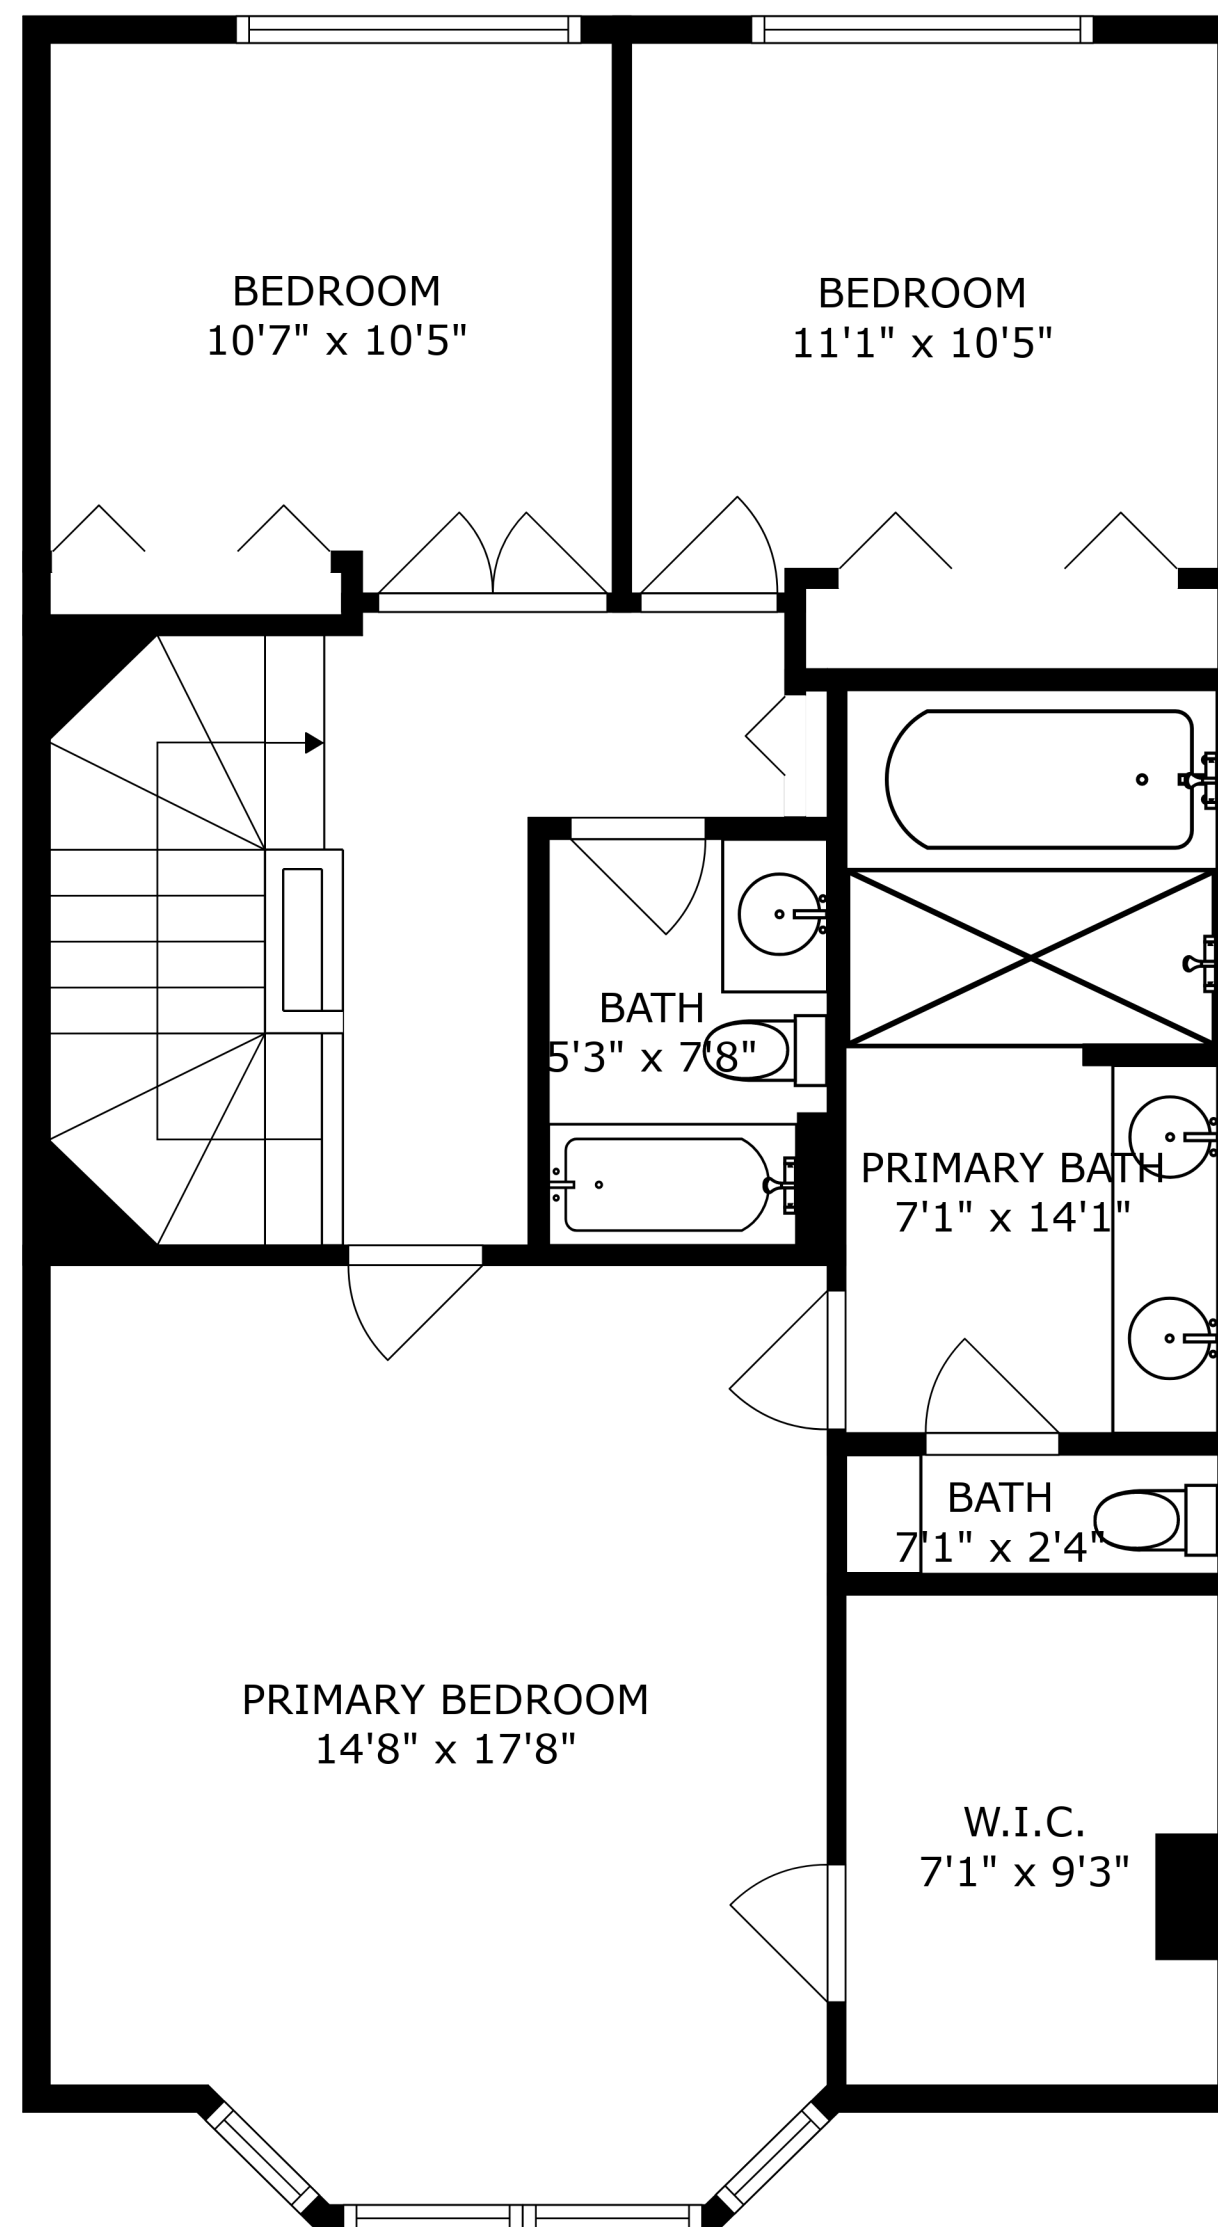 BEDROOM
10'7" x 10'5"
BEDROOM
11'1" x 10'5"
BATH
5'3" x 7'8"
PRIMARY BATH
7'1" x 14'1"
BATH
7'1" x 2'4"
PRIMARY BEDROOM
14'8" x 17'8"
W.I.C.
7'1" x 9'3"